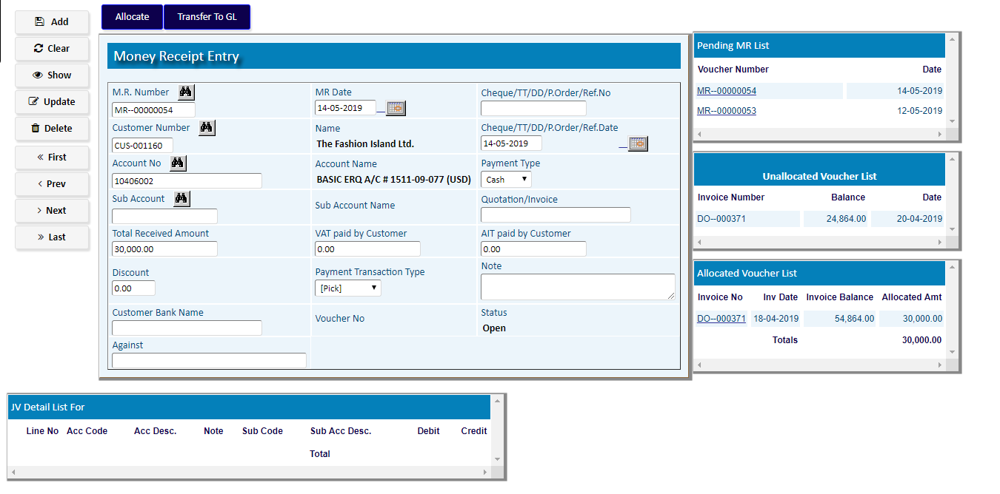 Add
Clear
Show
Update
Delete
« First
‹ Prev
› Next
» Last
Allocate
Transfer To GL
Money Receipt Entry
M.R. Number
MR--00000054
MR Date
14-05-2019
Cheque/TT/DD/P.Order/Ref.No
Customer Number
CUS-001160
Name
The Fashion Island Ltd.
Cheque/TT/DD/P.Order/Ref.Date
14-05-2019
Account No
10406002
Account Name
BASIC ERQ A/C # 1511-09-077 (USD)
Payment Type
Cash
Sub Account
Sub Account Name
Quotation/Invoice
Total Received Amount
30,000.00
VAT paid by Customer
0.00
AIT paid by Customer
0.00
Discount
0.00
Payment Transaction Type
[Pick]
Note
Customer Bank Name
Voucher No
Status
Open
Against
Pending MR List
Voucher Number Date
MR--00000054 14-05-2019
MR--00000053 12-05-2019
Unallocated Voucher List
Invoice Number Balance Date
DO--000371 24,864.00 20-04-2019
Allocated Voucher List
Invoice No Inv Date Invoice Balance Allocated Amt
DO--000371 18-04-2019 54,864.00 30,000.00
Totals 30,000.00
JV Detail List For
Line No Acc Code Acc Desc. Note Sub Code Sub Acc Desc. Debit Credit
Total